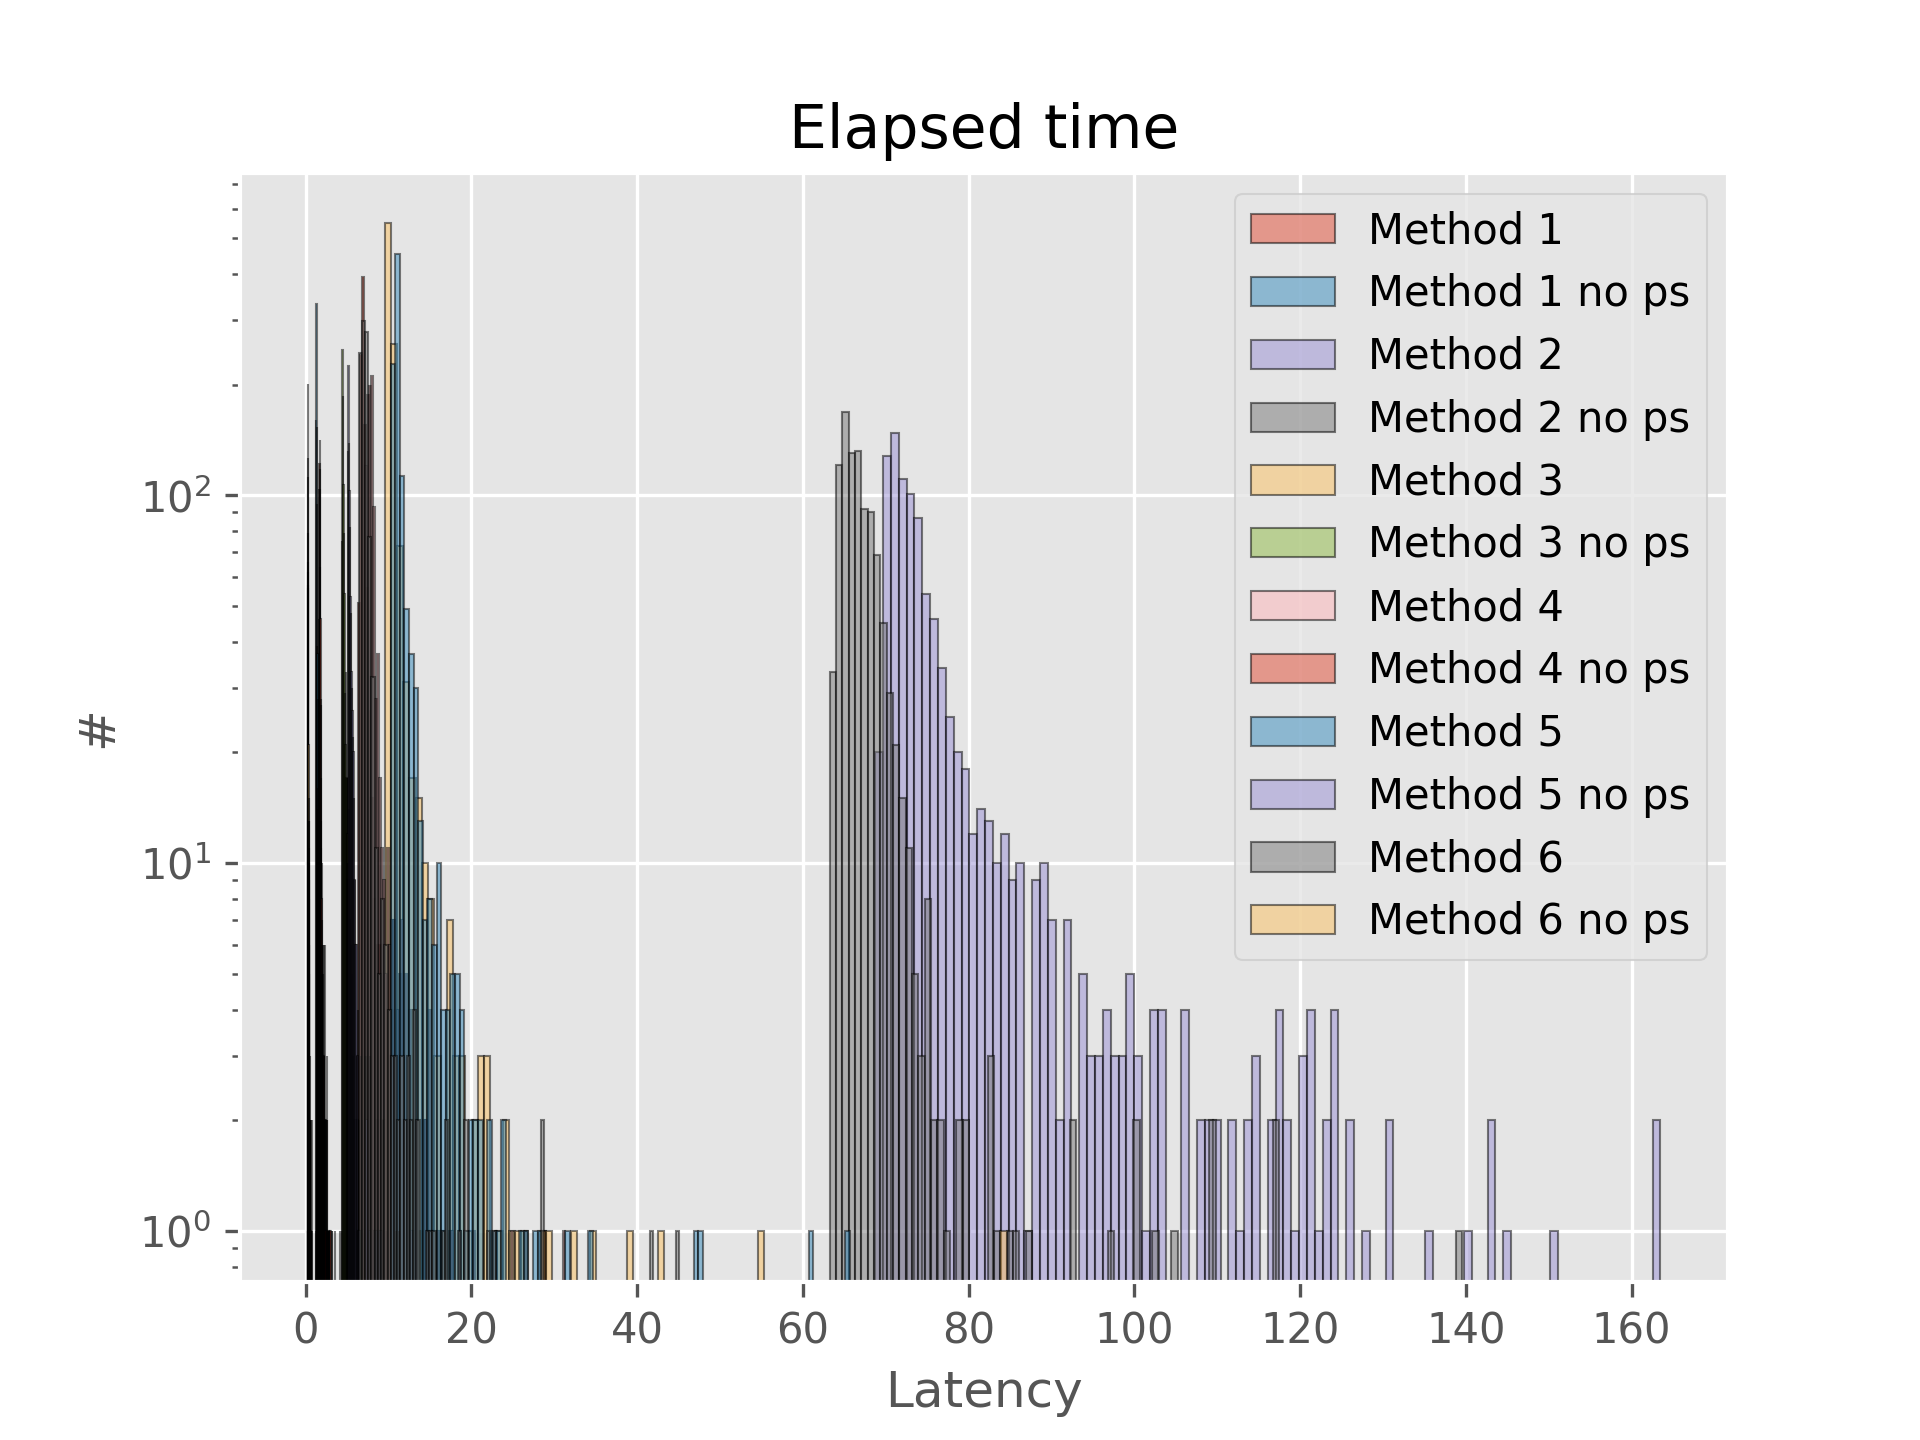 Elapsed time
Method 1
Method 1 no ps
Method 2
Method 2 no ps
Method 3
Method 3 no ps
Method 4
Method 4 no ps
Method 5
Method 5 no ps
Method 6
Method 6 no ps
#
10²
10¹
10⁰
0 20 40 60 80 100 120 140 160
Latency